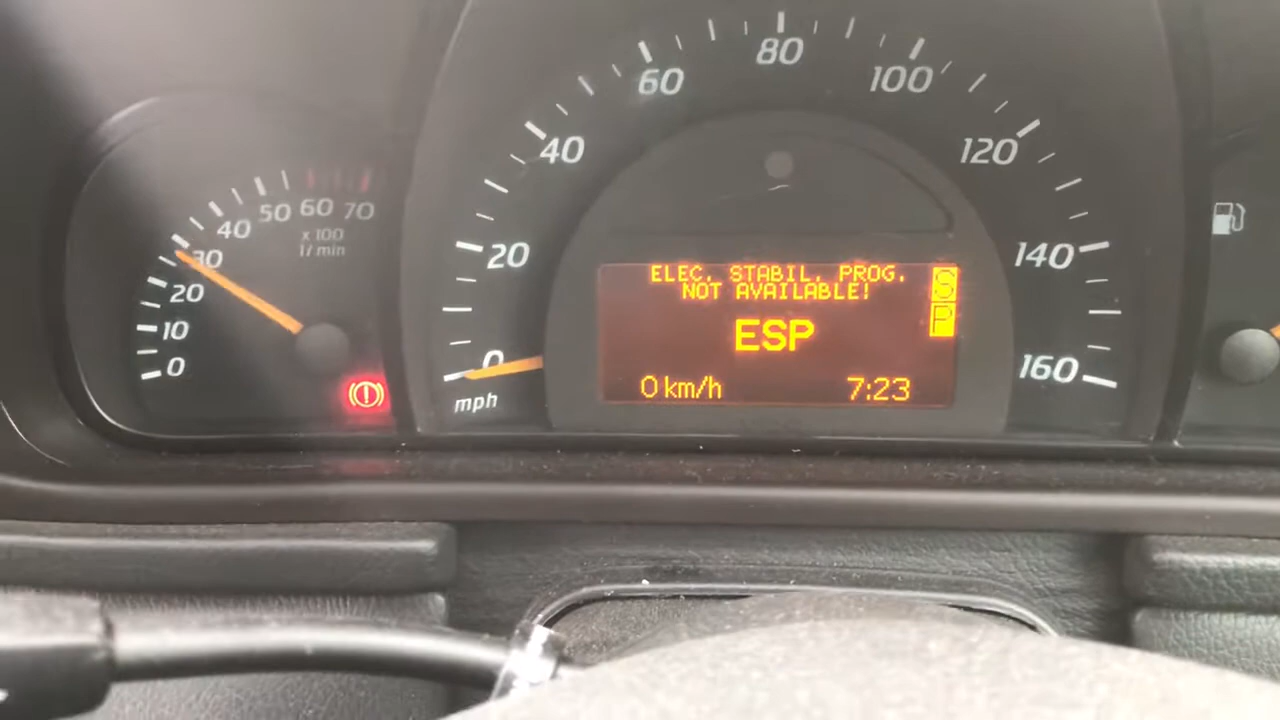 60
80
100
40
120
20
140
0
160
mph
50 60 70
40
30
20
10
0
x 100
1/min
ELEC. STABIL. PROG.
NOT AVAILABLE!
S
P
ESP
0 km/h
7:23